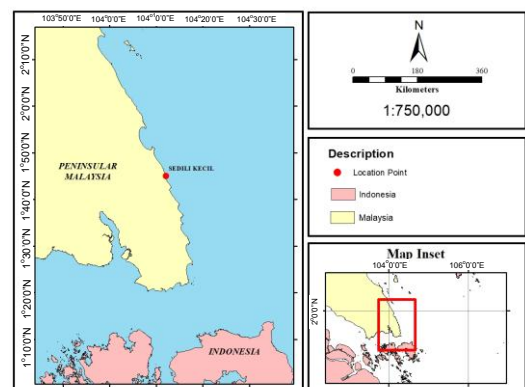 103°50'0"E 104°0'0"E 104°10'0"E 104°20'0"E 104°30'0"E
2°10'0"N
2°0'0"N
1°50'0"N
1°40'0"N
1°30'0"N
1°20'0"N
1°10'0"N
PENINSULAR
MALAYSIA
SEDILI KECIL
INDONESIA
N
0 180 360
Kilometers
1:750,000
Description
Location Point
Indonesia
Malaysia
Map Inset
104°0'0"E 106°0'0"E
2°0'0"N